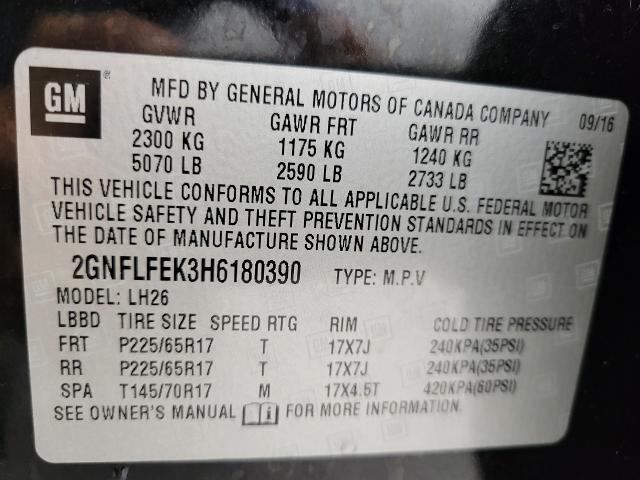 GM
MFD BY GENERAL MOTORS OF CANADA COMPANY 09/16
GVWR GAWR FRT GAWR RR
2300 KG 1175 KG 1240 KG
5070 LB 2590 LB 2733 LB
THIS VEHICLE CONFORMS TO ALL APPLICABLE U.S. FEDERAL MOTOR
VEHICLE SAFETY AND THEFT PREVENTION STANDARDS IN EFFECT ON
THE DATE OF MANUFACTURE SHOWN ABOVE.
2GNFLFEK3H6180390 TYPE: M.P.V
MODEL: LH26
LBBD TIRE SIZE SPEED RTG RIM COLD TIRE PRESSURE
FRT P225/65R17 T 17X7J 240KPA(35PSI)
RR P225/65R17 T 17X7J 240KPA(35PSI)
SPA T145/70R17 M 17X4.5T 420KPA(60PSI)
SEE OWNER'S MANUAL FOR MORE INFORMATION.